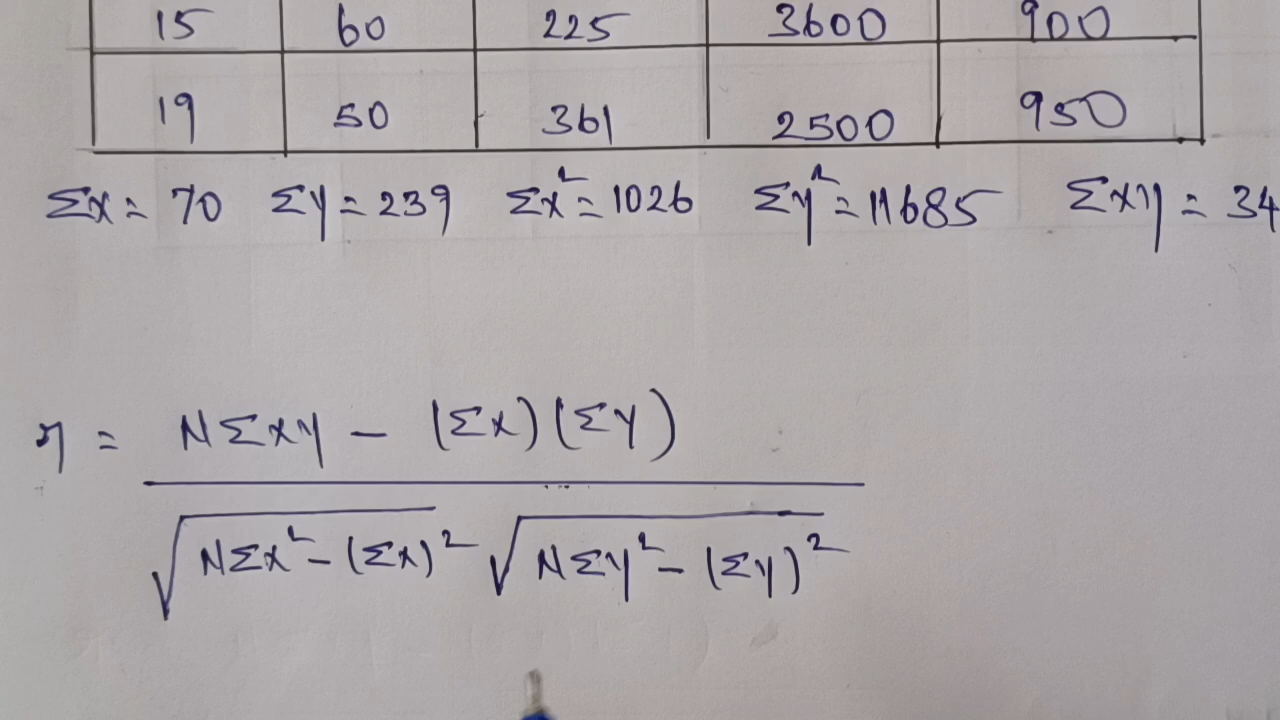 15 60 225 3600 900
19 50 361 2500 950
Σx = 70 Σy = 239 Σx² = 1026 Σy² = 11685 Σxy = 34
r = NΣxy - (Σx)(Σy)
√NΣx² - (Σx)² √NΣy² - (Σy)²